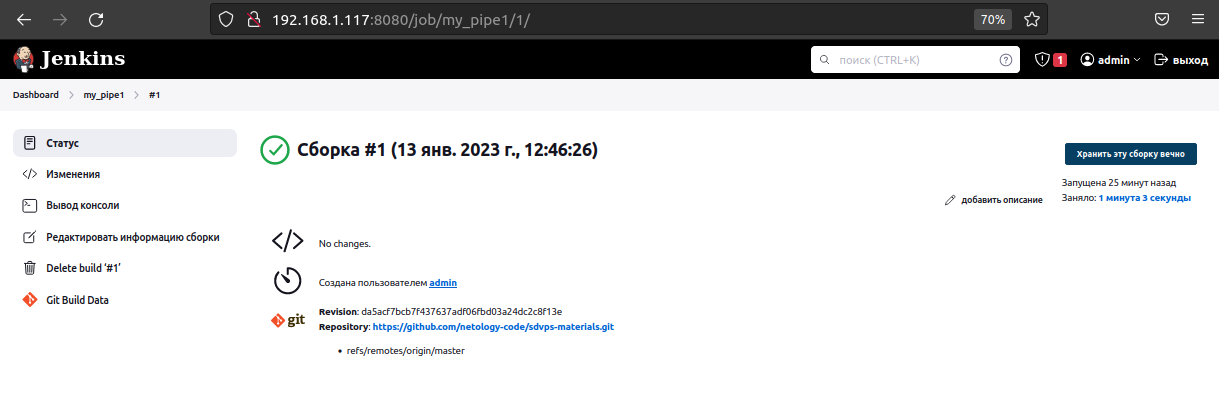 192.168.1.117:8080/job/my_pipe1/1/
70%
Jenkins
поиск (CTRL+K)
1
admin
выход
Dashboard
my_pipe1
#1
Статус
Изменения
Вывод консоли
Редактировать информацию сборки
Delete build ‘#1’
Git Build Data
Сборка #1 (13 янв. 2023 г., 12:46:26)
Хранить эту сборку вечно
Запущена 25 минут назад
Заняло: 1 минута 3 секунды
добавить описание
No changes.
Создана пользователем admin
git
Revision: da5acf7bcb7f437637adf06fbd03a24dc2c8f13e
Repository: https://github.com/netology-code/sdvps-materials.git
• refs/remotes/origin/master